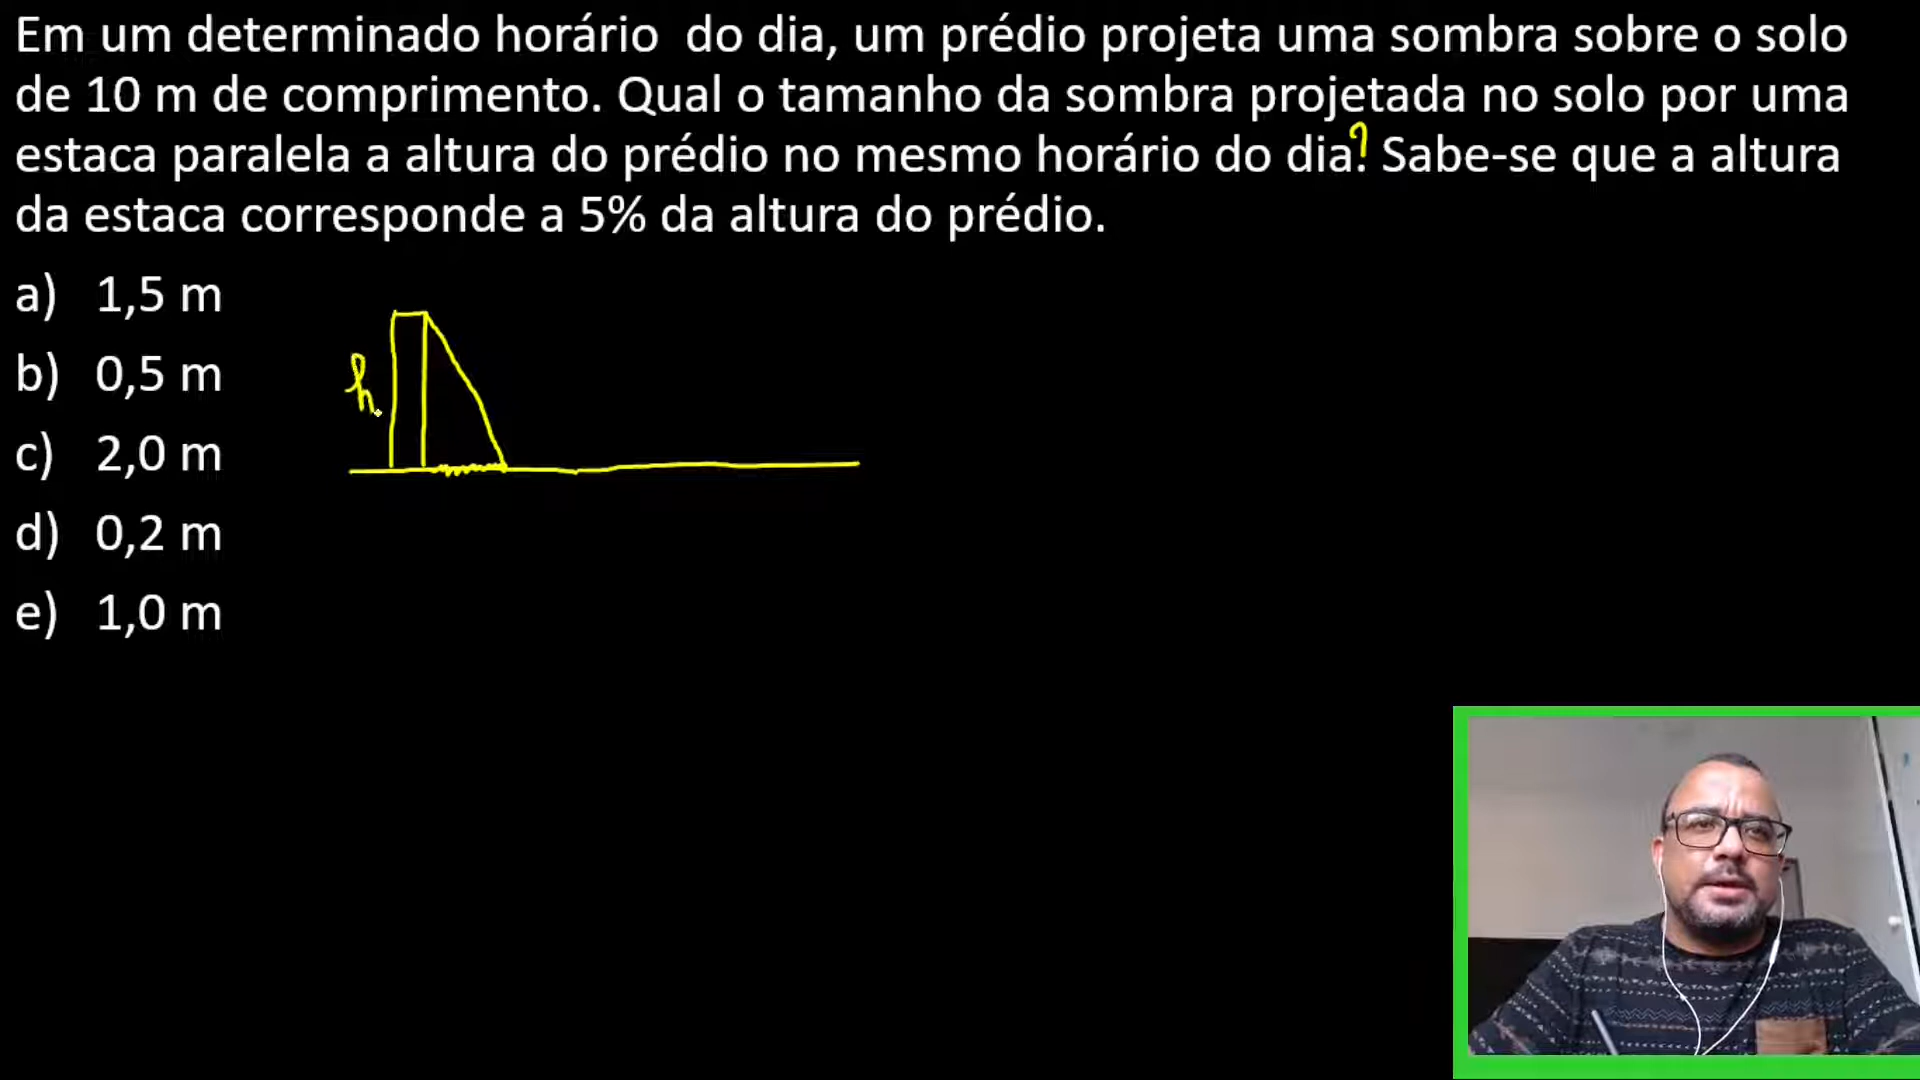 Em um determinado horário do dia, um prédio projeta uma sombra sobre o solo
de 10 m de comprimento. Qual o tamanho da sombra projetada no solo por uma
estaca paralela a altura do prédio no mesmo horário do dia? Sabe-se que a altura
da estaca corresponde a 5% da altura do prédio.
a) 1,5 m
b) 0,5 m
c) 2,0 m
d) 0,2 m
e) 1,0 m
h